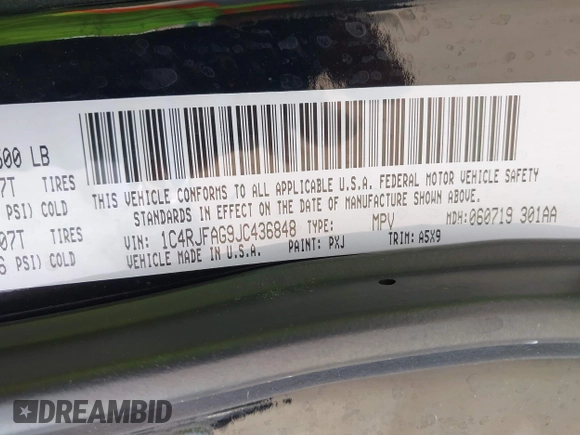 600 LB
7T TIRES
PSI) COLD
07T TIRES
PSI) COLD
THIS VEHICLE CONFORMS TO ALL APPLICABLE U.S.A. FEDERAL MOTOR VEHICLE SAFETY
STANDARDS IN EFFECT ON THE DATE OF MANUFACTURE SHOWN ABOVE.
VIN: 1C4RJFAG9JC436848 TYPE: MPV MDH:060719 301AA
VEHICLE MADE IN U.S.A. PAINT: PXJ TRIM: A5X9
DREAMBID